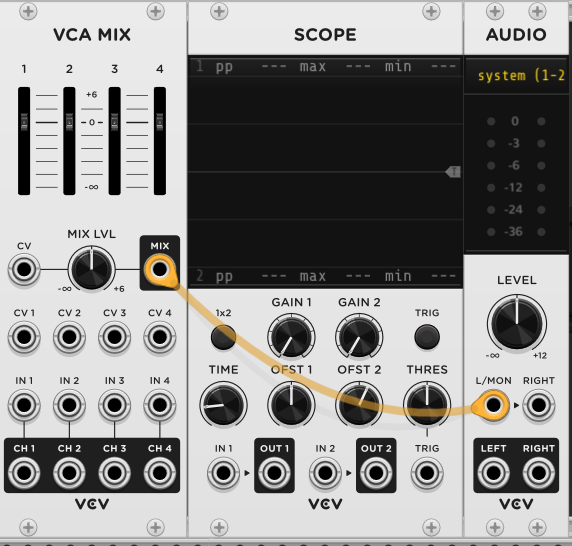 VCA MIX
SCOPE
AUDIO
1 2 3 4
+6
0
-∞
1 pp --- max --- min ---
T
2 pp --- max --- min ---
system (1-2
0
-3
-6
-12
-24
-36
CV
MIX LVL
MIX
-∞ +6
CV 1 CV 2 CV 3 CV 4
IN 1 IN 2 IN 3 IN 4
CH 1 CH 2 CH 3 CH 4
VCV
1x2
GAIN 1
GAIN 2
TRIG
TIME
OFST 1
OFST 2
THRES
IN 1
OUT 1
IN 2
OUT 2
TRIG
VCV
LEVEL
-∞ +12
L/MON
RIGHT
LEFT
RIGHT
VCV